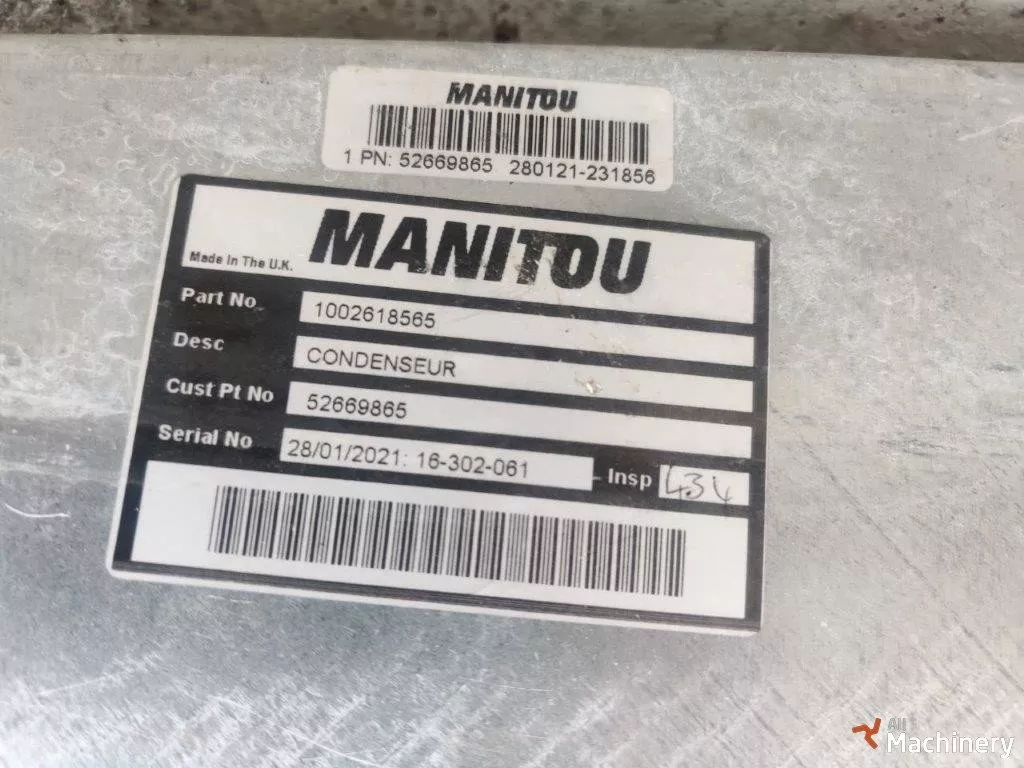 MANITOU
1 PN: 52669865 280121-231856
MANITOU
Made In The U.K.
Part No 1002618565
Desc CONDENSEUR
Cust Pt No 52669865
Serial No 28/01/2021: 16-302-061 Insp 434
All
Machinery